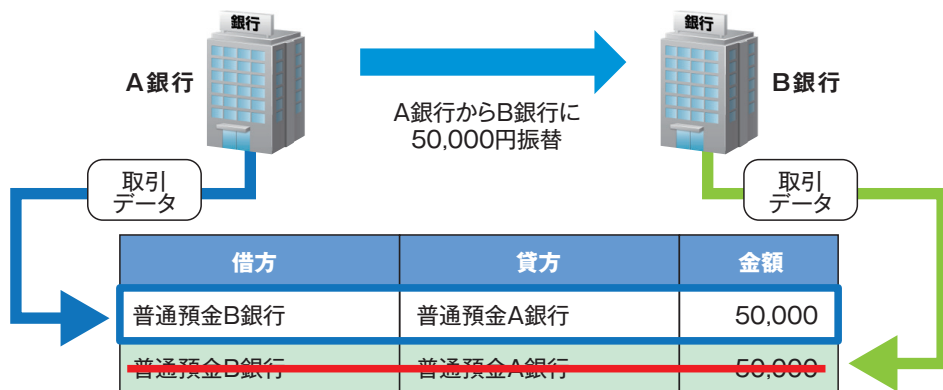 銀行
銀行
A銀行
B銀行
A銀行からB銀行に
50,000円振替
取引
データ
取引
データ
借方 貸方 金額
普通預金B銀行 普通預金A銀行 50,000
普通預金B銀行 普通預金A銀行 50,000